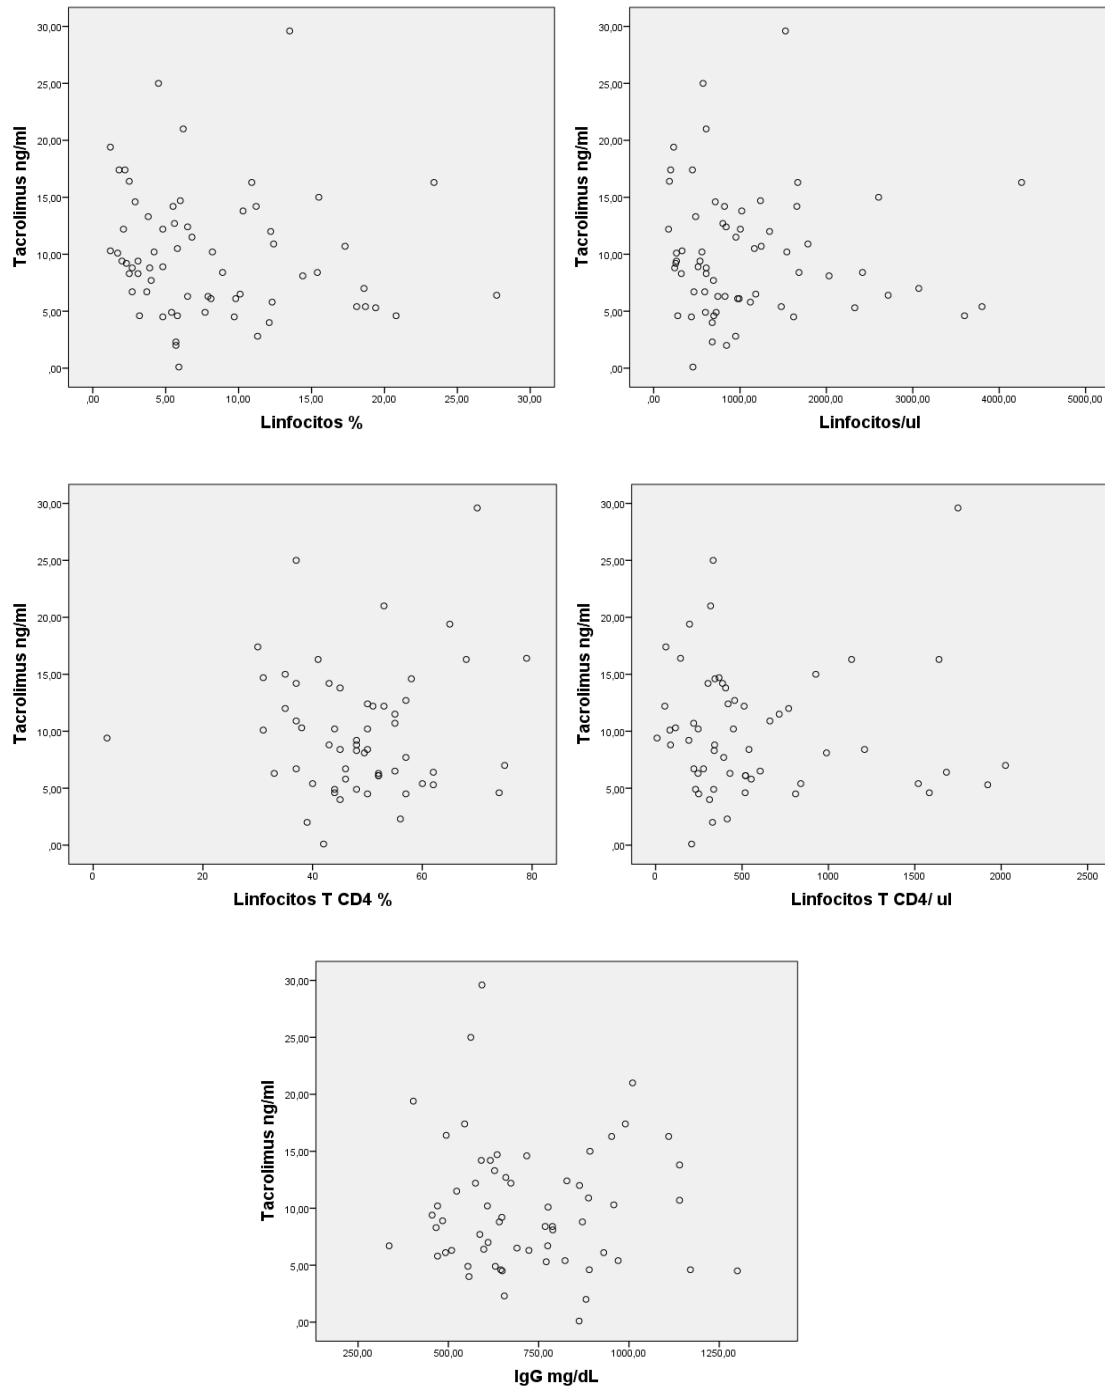 30,00
25,00
20,00
15,00
10,00
5,00
,00
Tacrolimus ng/ml
,00 5,00 10,00 15,00 20,00 25,00 30,00
Linfocitos %
30,00
25,00
20,00
15,00
10,00
5,00
,00
Tacrolimus ng/ml
,00 1000,00 2000,00 3000,00 4000,00 5000,00
Linfocitos/ul
30,00
25,00
20,00
15,00
10,00
5,00
,00
Tacrolimus ng/ml
0 20 40 60 80
Linfocitos T CD4 %
30,00
25,00
20,00
15,00
10,00
5,00
,00
Tacrolimus ng/ml
0 500 1000 1500 2000 2500
Linfocitos T CD4/ ul
30,00
25,00
20,00
15,00
10,00
5,00
,00
Tacrolimus ng/ml
250,00 500,00 750,00 1000,00 1250,00
IgG mg/dL